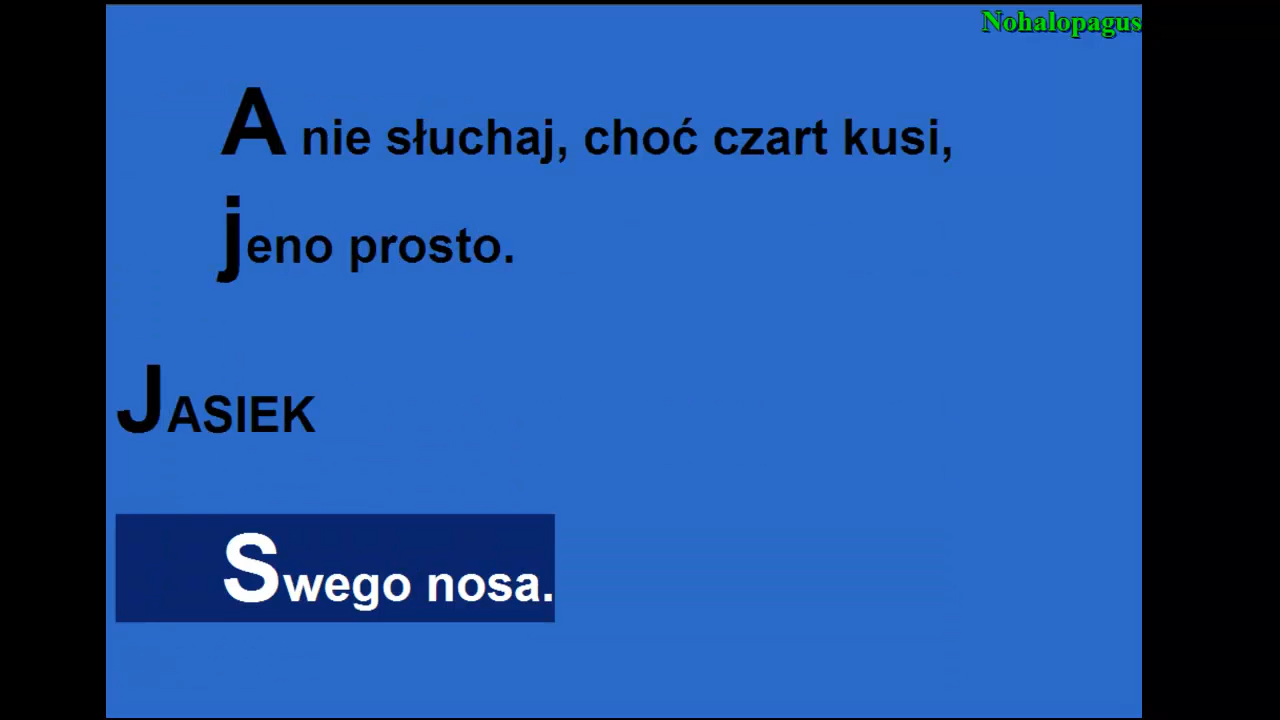 Nohalopagus
A nie słuchaj, choć czart kusi,
jeno prosto.
JASIEK
Swego nosa.